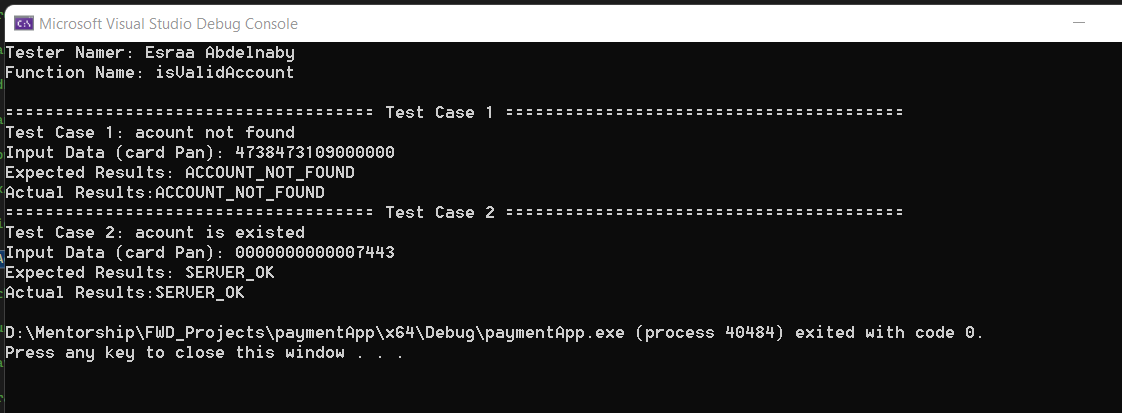 Microsoft Visual Studio Debug Console
Tester Namer: Esraa Abdelnaby
Function Name: isValidAccount
===================================== Test Case 1 ========================================
Test Case 1: acount not found
Input Data (card Pan): 4738473109000000
Expected Results: ACCOUNT_NOT_FOUND
Actual Results:ACCOUNT_NOT_FOUND
===================================== Test Case 2 ========================================
Test Case 2: acount is existed
Input Data (card Pan): 0000000000007443
Expected Results: SERVER_OK
Actual Results:SERVER_OK
D:\Mentorship\FWD_Projects\paymentApp\x64\Debug\paymentApp.exe (process 40484) exited with code 0.
Press any key to close this window . . .